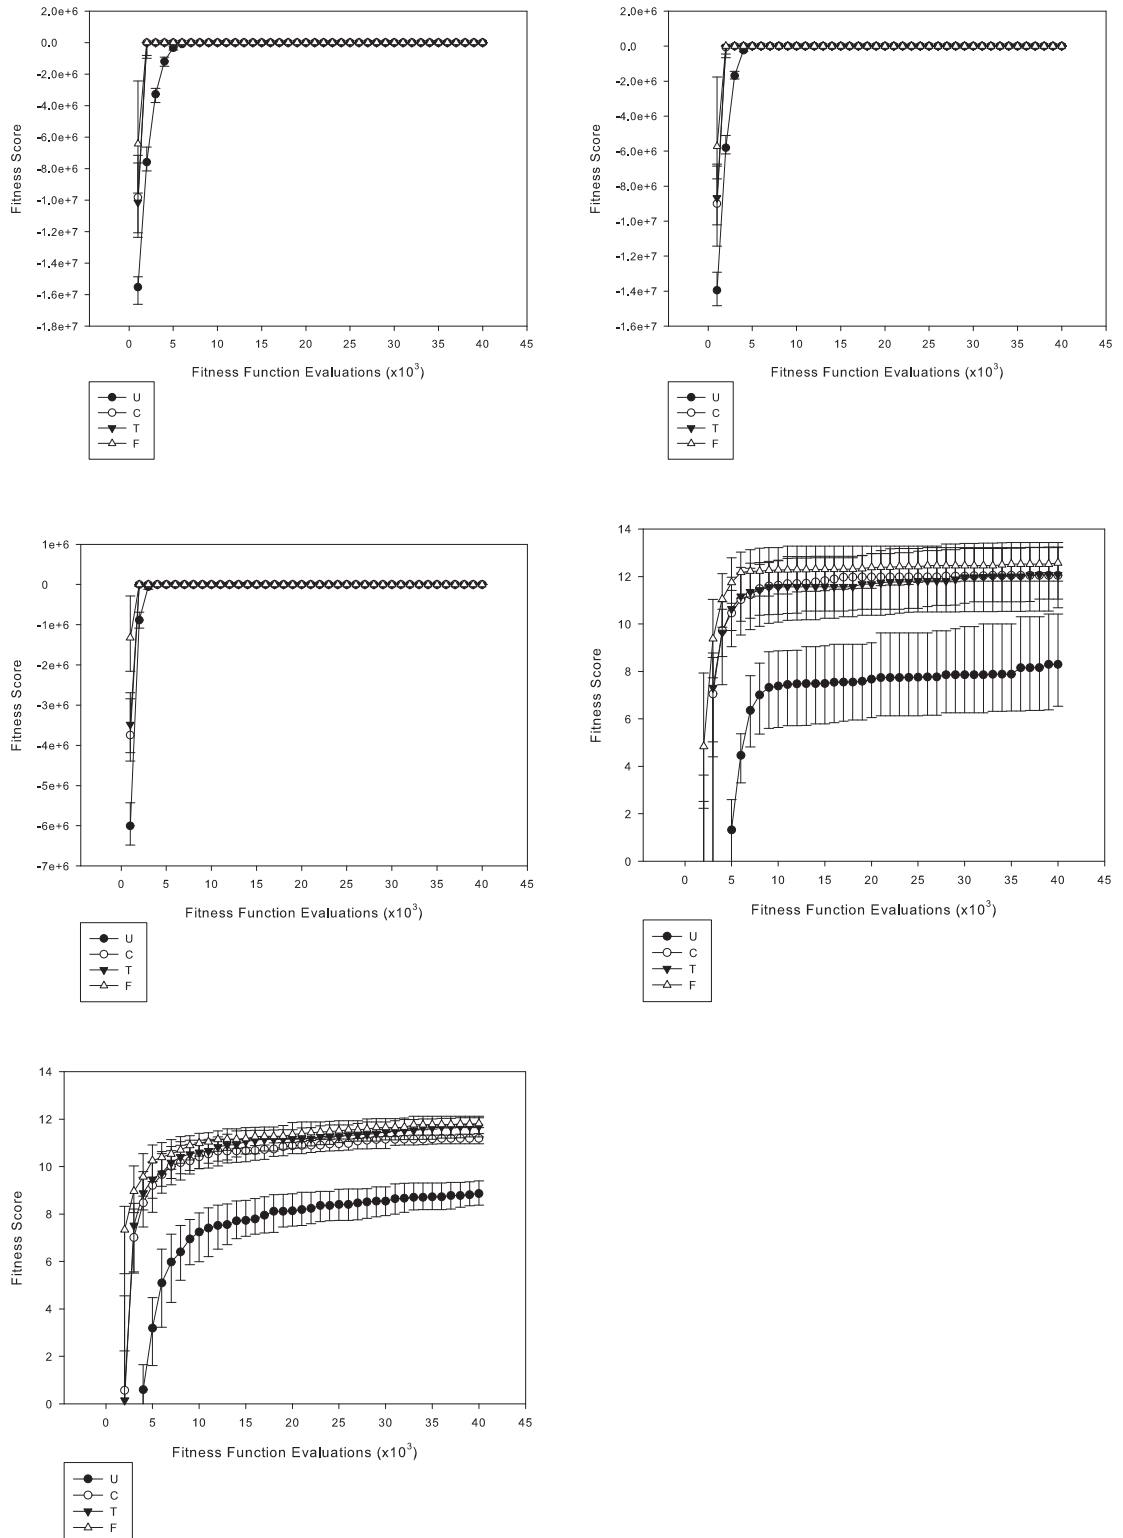 2.0e+6
0.0
-2.0e+6
-4.0e+6
-6.0e+6
-8.0e+6
-1.0e+7
-1.2e+7
-1.4e+7
-1.6e+7
-1.8e+7
Fitness Score
0 5 10 15 20 25 30 35 40 45
Fitness Function Evaluations (x10³)
U
C
T
F
2.0e+6
0.0
-2.0e+6
-4.0e+6
-6.0e+6
-8.0e+6
-1.0e+7
-1.2e+7
-1.4e+7
-1.6e+7
Fitness Score
0 5 10 15 20 25 30 35 40 45
Fitness Function Evaluations (x10³)
U
C
T
F
1e+6
0
-1e+6
-2e+6
-3e+6
-4e+6
-5e+6
-6e+6
-7e+6
Fitness Score
0 5 10 15 20 25 30 35 40 45
Fitness Function Evaluations (x10³)
U
C
T
F
14
12
10
8
6
4
2
0
Fitness Score
0 5 10 15 20 25 30 35 40 45
Fitness Function Evaluations (x10³)
U
C
T
F
14
12
10
8
6
4
2
0
Fitness Score
0 5 10 15 20 25 30 35 40 45
Fitness Function Evaluations (x10³)
U
C
T
F